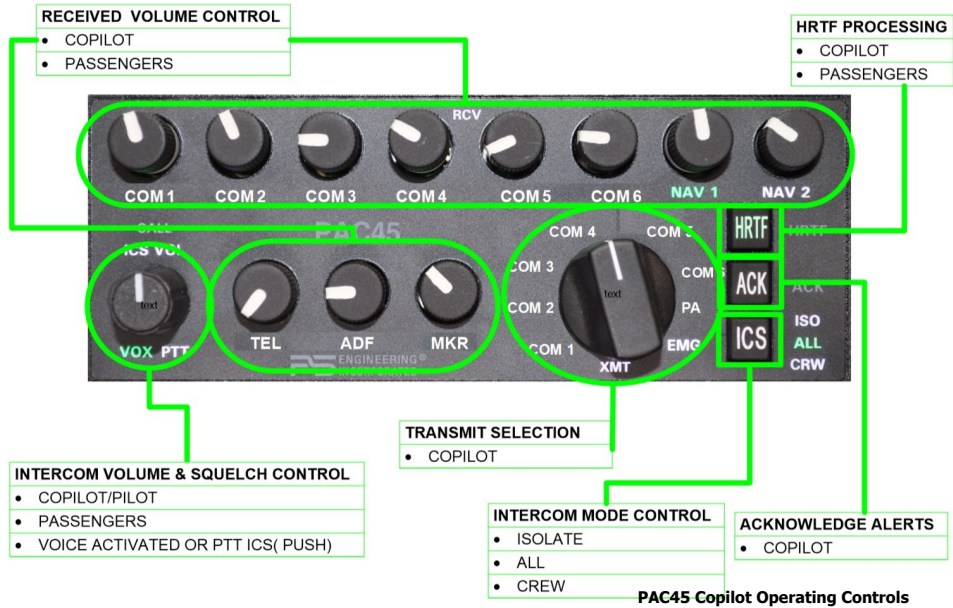 RECEIVED VOLUME CONTROL
• COPILOT
• PASSENGERS
HRTF PROCESSING
• COPILOT
• PASSENGERS
RCV
COM 1 COM 2 COM 3 COM 4 COM 5 COM 6 NAV 1 NAV 2
CALL
ICS VOL
text
VOX PTT
PAC45
TEL ADF MKR
PS ENGINEERING®
INCORPORATED
COM 4 COM 5
COM 3 COM 6
text
COM 2 PA
COM 1 EMG
XMT
HRTF HRTF
ACK ACK
ICS
ISO
ALL
CRW
TRANSMIT SELECTION
• COPILOT
INTERCOM VOLUME & SQUELCH CONTROL
• COPILOT/PILOT
• PASSENGERS
• VOICE ACTIVATED OR PTT ICS( PUSH)
INTERCOM MODE CONTROL
• ISOLATE
• ALL
• CREW
ACKNOWLEDGE ALERTS
• COPILOT
PAC45 Copilot Operating Controls